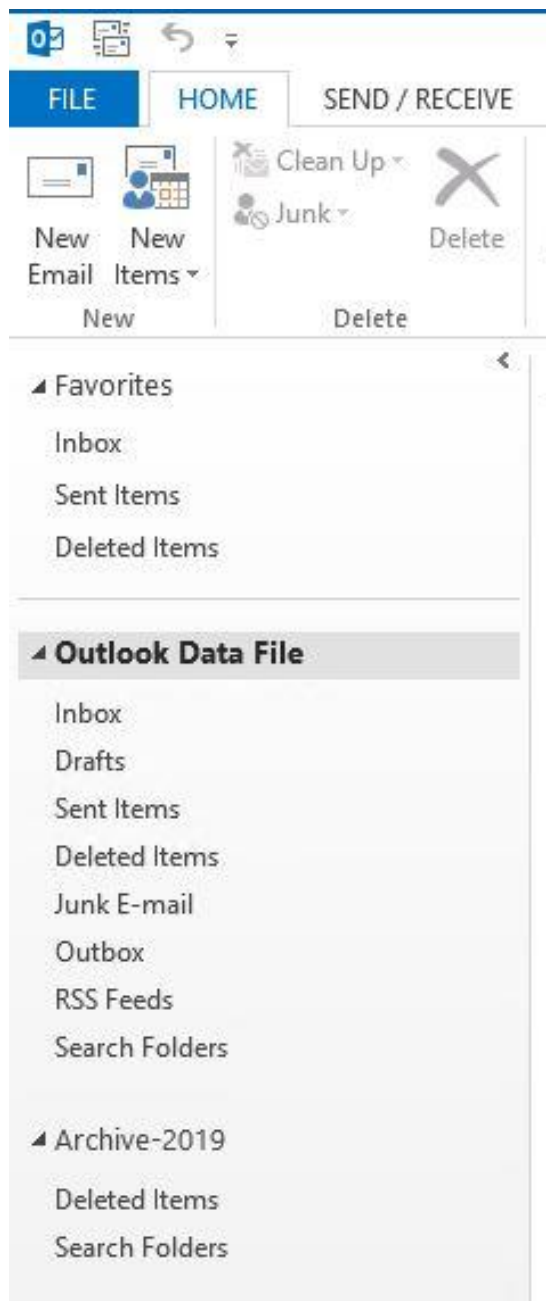 FILE HOME SEND / RECEIVE
New Email
New Items
Clean Up
Junk
Delete
New Delete
Favorites
Inbox
Sent Items
Deleted Items
Outlook Data File
Inbox
Drafts
Sent Items
Deleted Items
Junk E-mail
Outbox
RSS Feeds
Search Folders
Archive-2019
Deleted Items
Search Folders